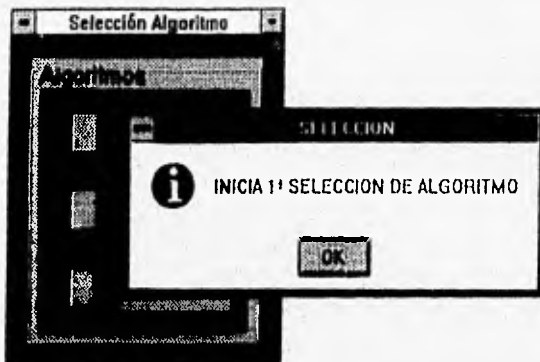 Selección Algoritmo
Algoritmos
SELECCION
INICIA 1ª SELECCION DE ALGORITMO
OK